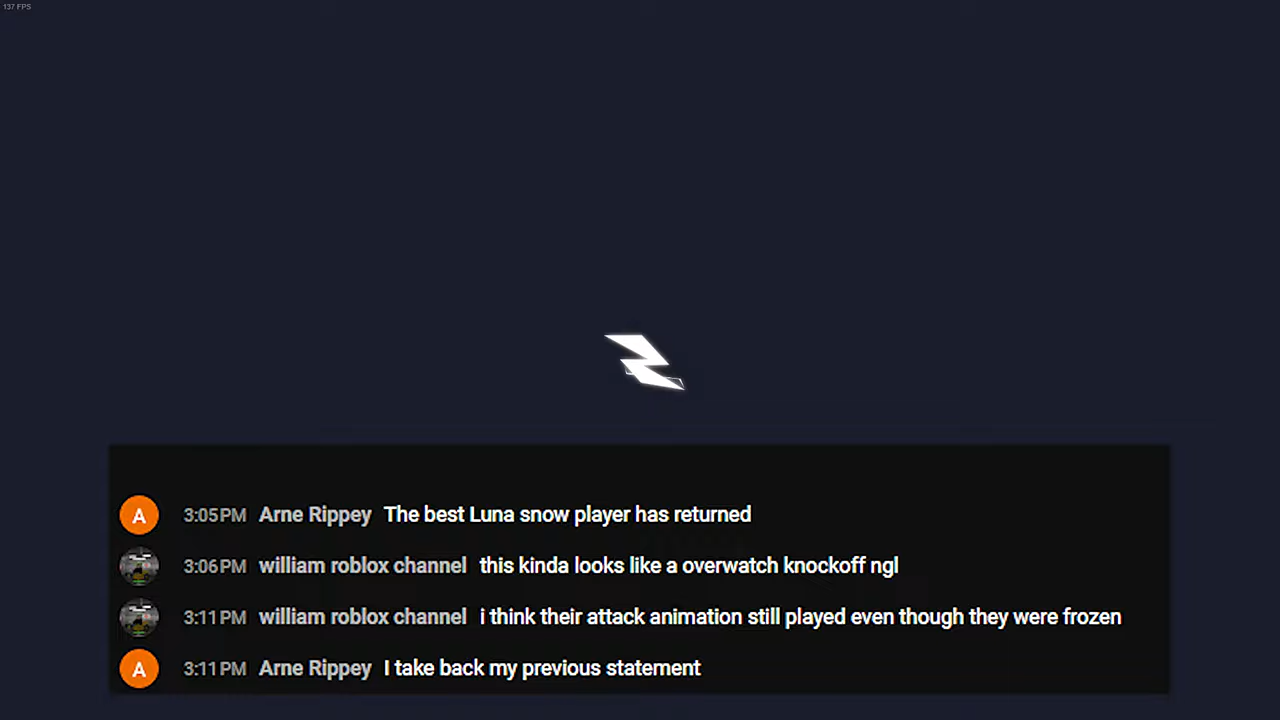 137 FPS
A 3:05PM Arne Rippey The best Luna snow player has returned
3:06PM william roblox channel this kinda looks like a overwatch knockoff ngl
3:11PM william roblox channel i think their attack animation still played even though they were frozen
A 3:11PM Arne Rippey I take back my previous statement